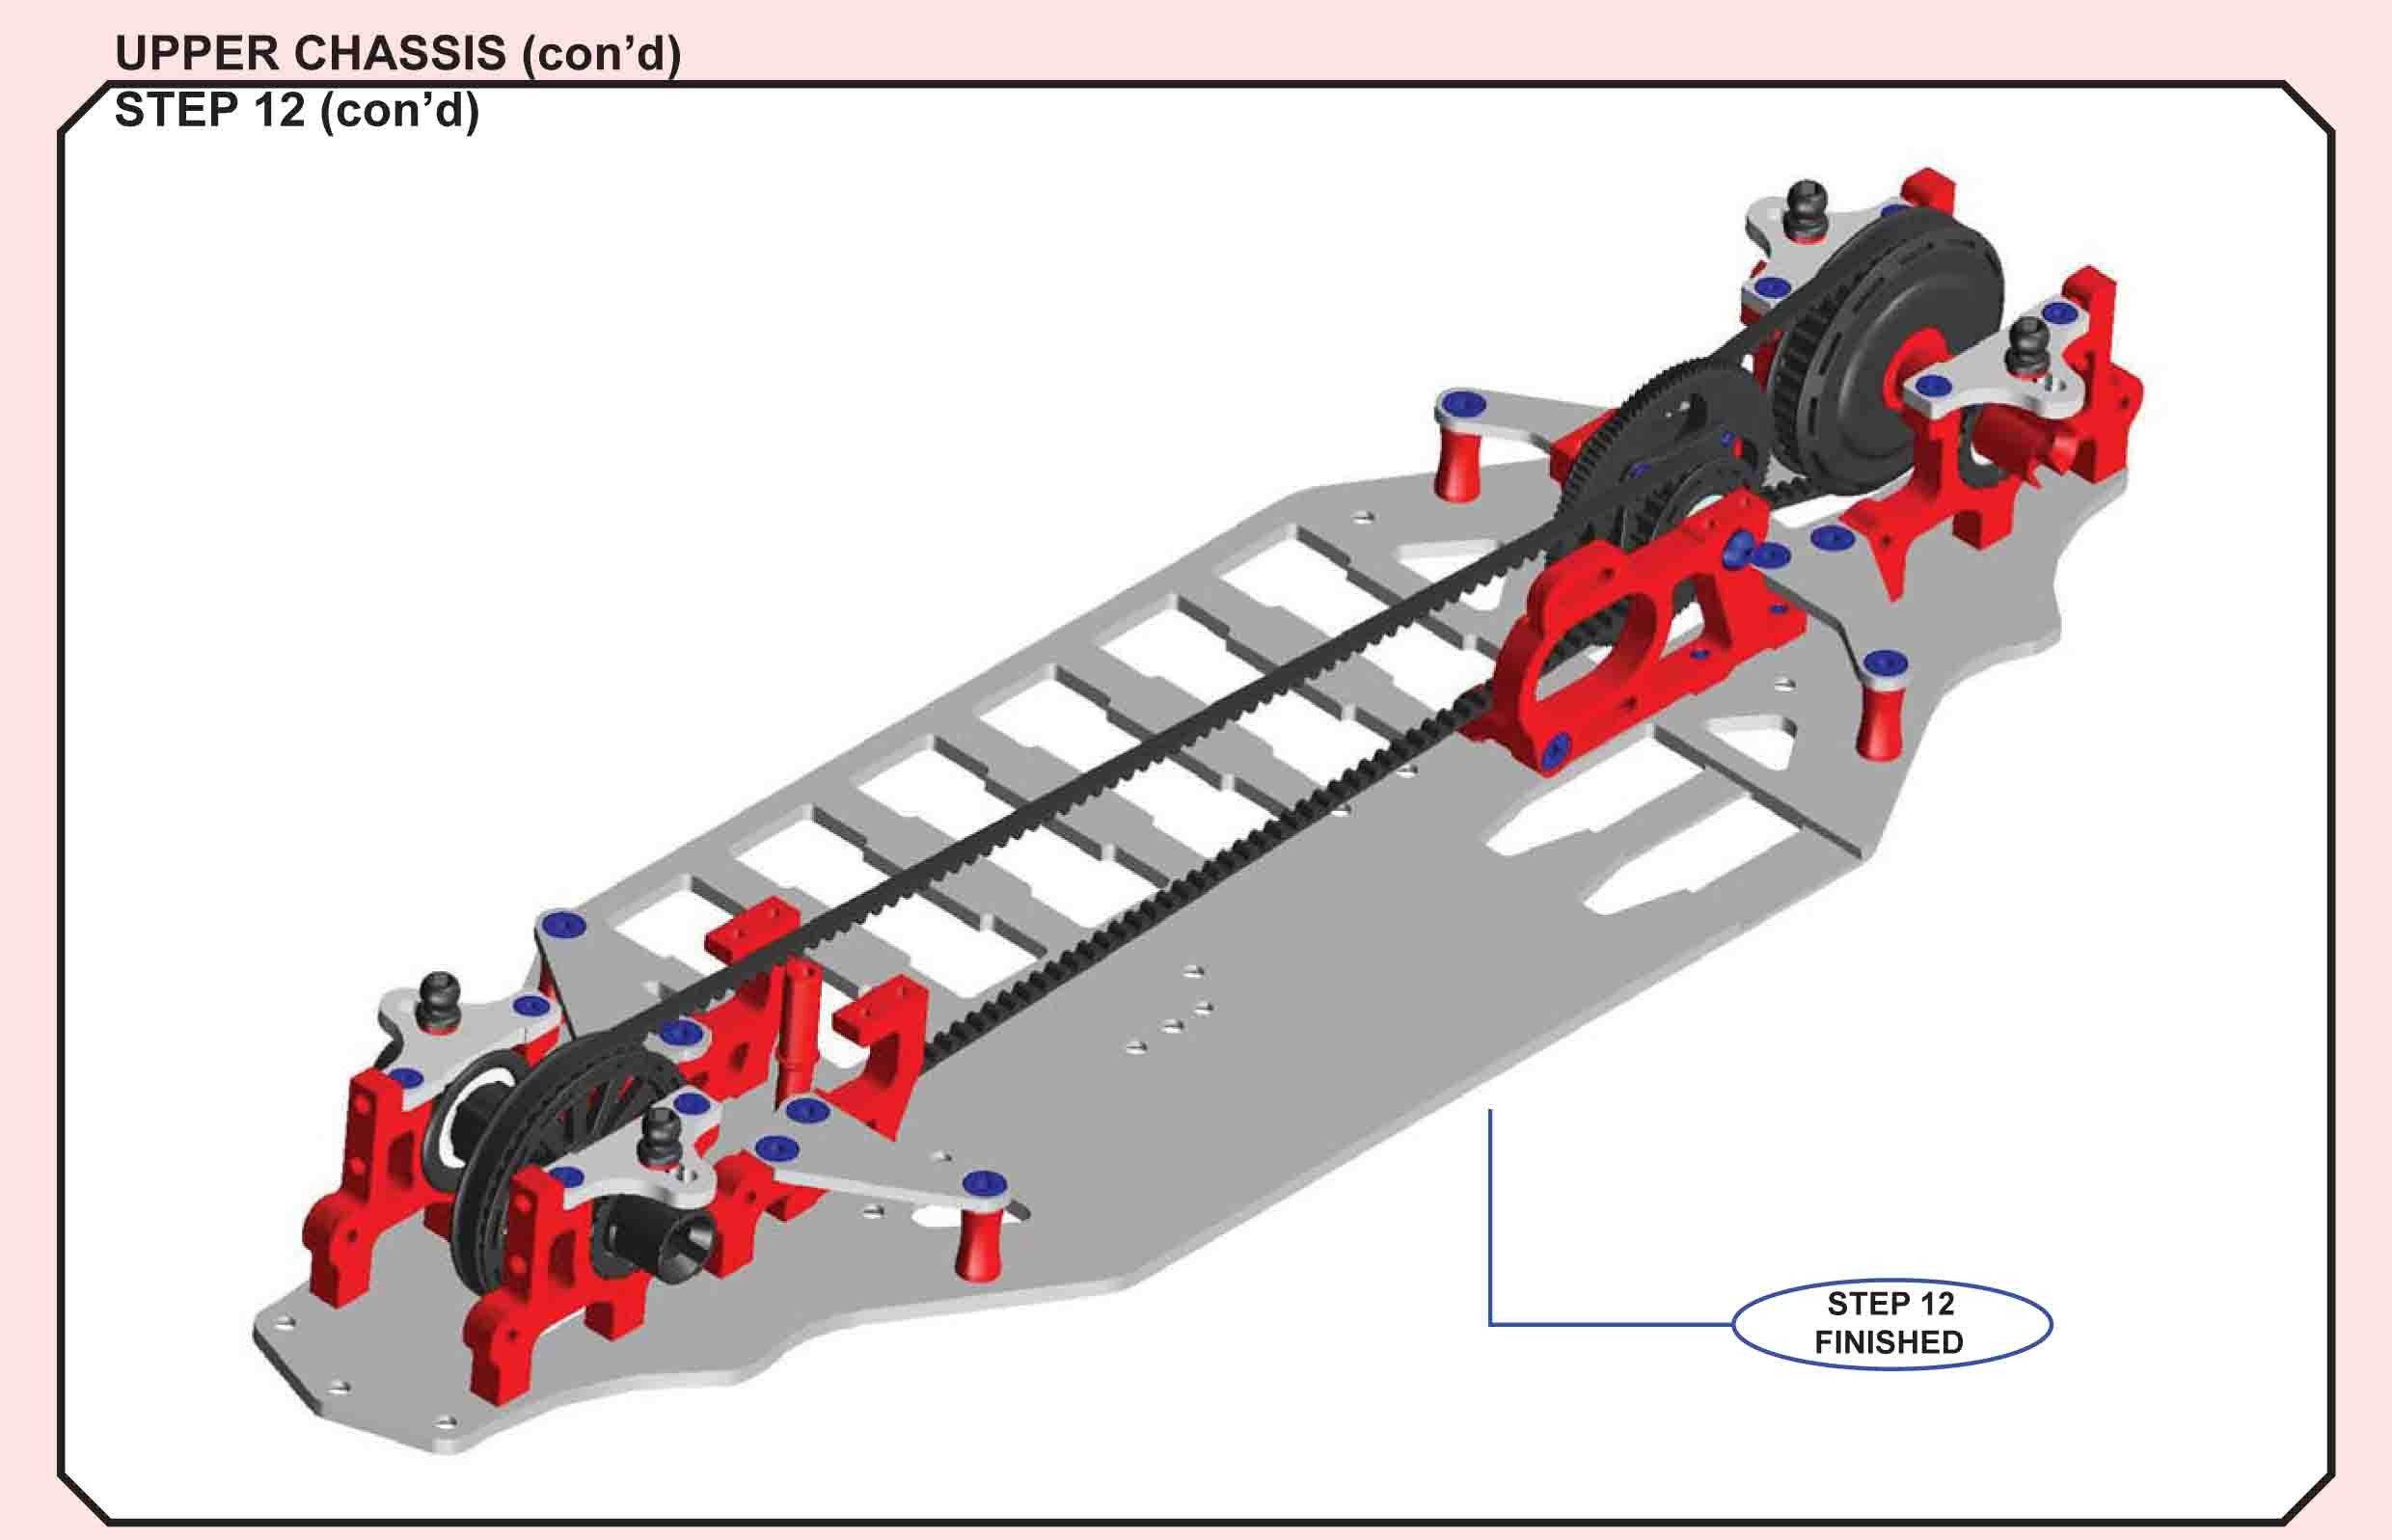 UPPER CHASSIS (con’d)
STEP 12 (con’d)
STEP 12
FINISHED